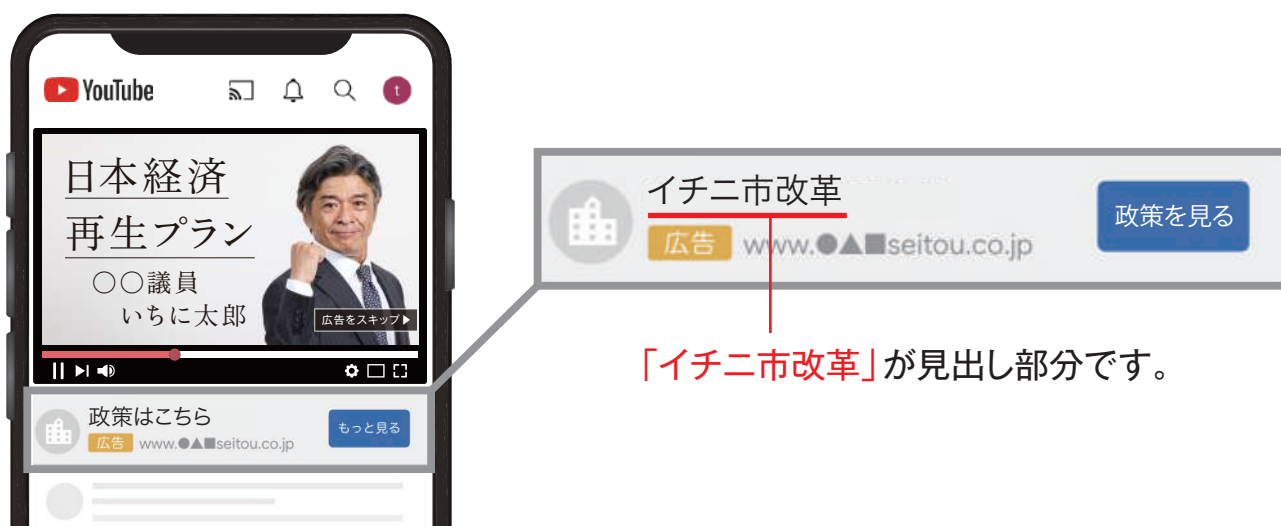 YouTube
t
日本経済
再生プラン
〇〇議員
いちに太郎
広告をスキップ▶
政策はこちら
広告 www.●▲■seitou.co.jp
もっと見る
イチニ市改革
広告 www.●▲■seitou.co.jp
政策を見る
「イチニ市改革」が見出し部分です。